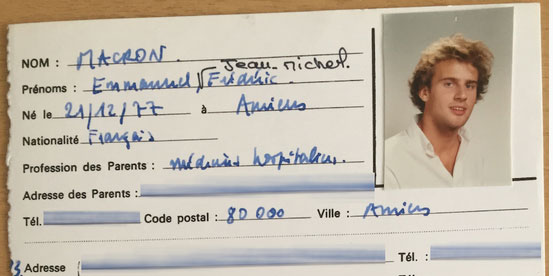 NOM : MACRON
Jean-Michel.
Prénoms : Emmanuel Frédéric
Né le 21/12/77 à Amiens
Nationalité Français
Profession des Parents : médecins hospitaliers.
Adresse des Parents :
Tél. Code postal : 80 000 Ville : Amiens
Adresse Tél. :